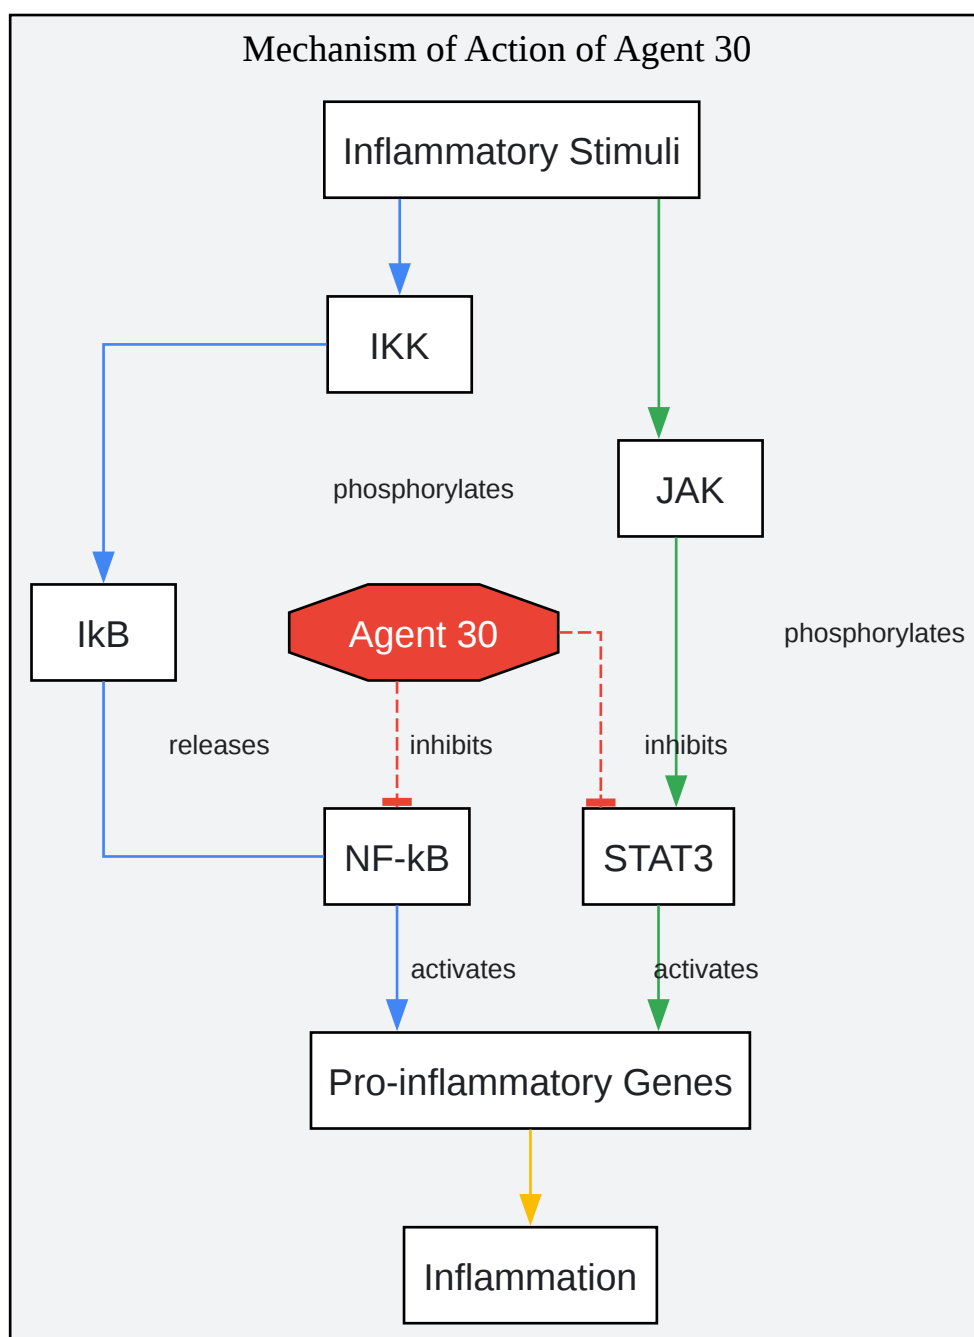 Mechanism of Action of Agent 30
Inflammatory Stimuli
IKK
phosphorylates
JAK
IkB
Agent 30
phosphorylates
releases
inhibits
inhibits
NF-kB
STAT3
activates
activates
Pro-inflammatory Genes
Inflammation